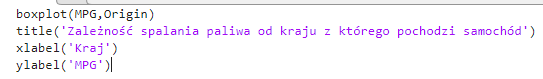 boxplot(MPG,Origin)
title('Zależność spalania paliwa od kraju z którego pochodzi samochód')
xlabel('Kraj')
ylabel('MPG')